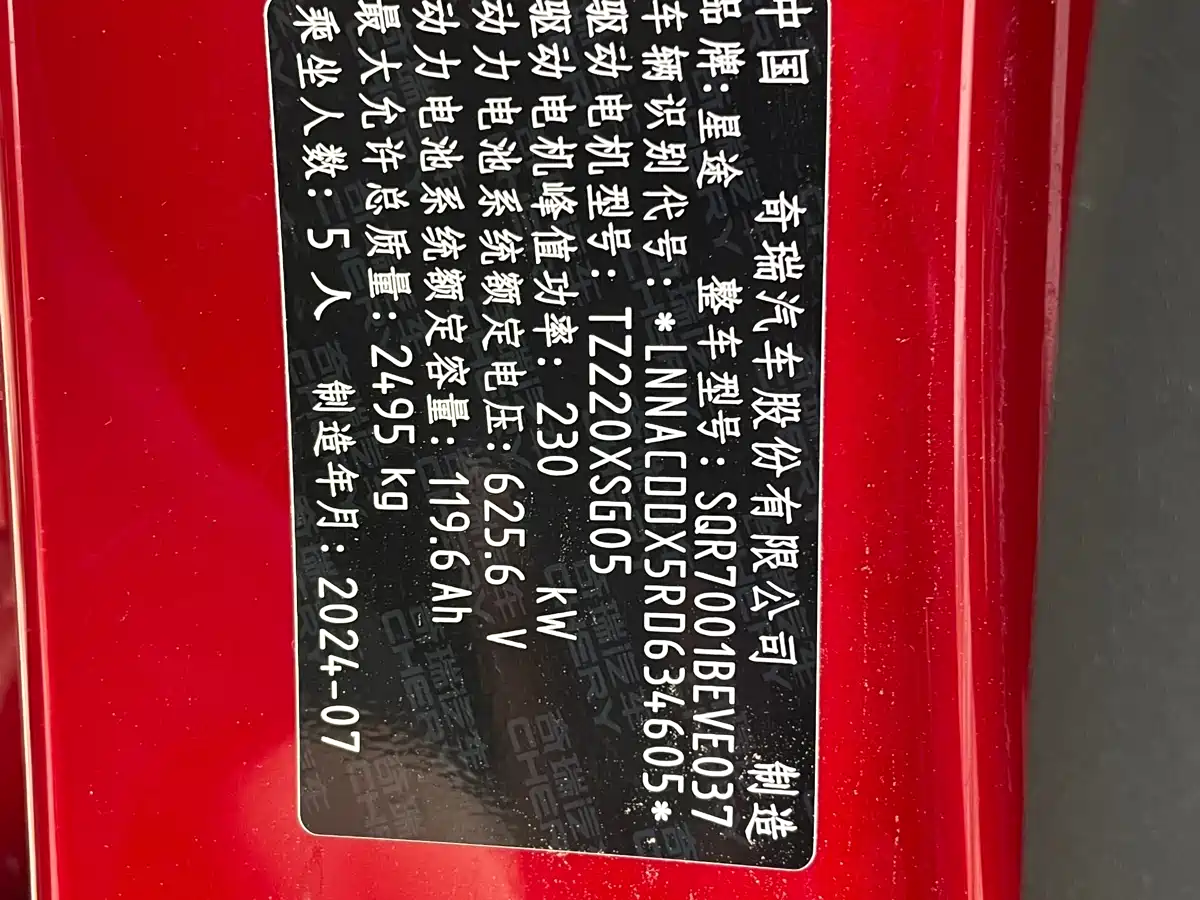 中国 奇瑞汽车股份有限公司 制造
品牌:星途 整车型号:SQR7001BEVE037
车辆识别代号:*LNNACDDX5RD634605*
驱动电机型号:TZ220XSG05
驱动电机峰值功率:230 kW
动力电池系统额定电压:625.6 V
动力电池系统额定容量:119.6Ah
最大允许总质量:2495kg
乘坐人数:5人 制造年月:2024-07